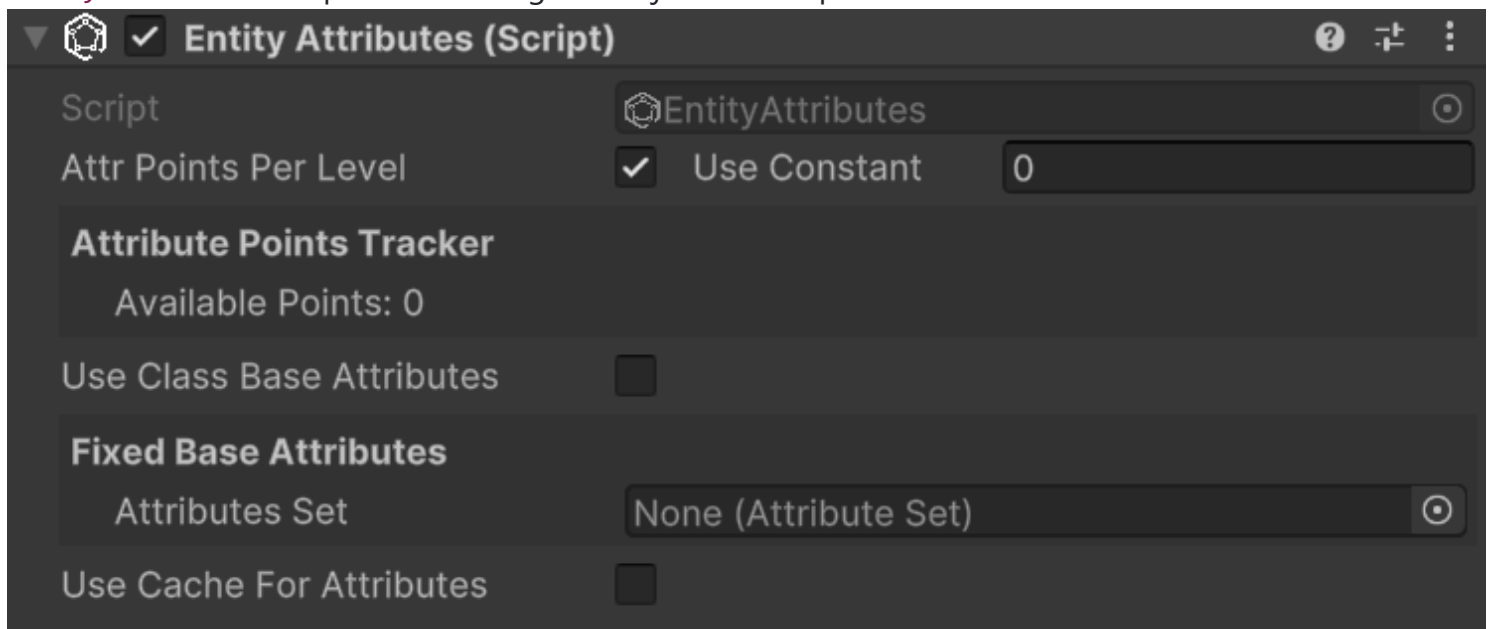 Entity Attributes (Script)
Script EntityAttributes
Attr Points Per Level Use Constant 0
Attribute Points Tracker
Available Points: 0
Use Class Base Attributes
Fixed Base Attributes
Attributes Set None (Attribute Set)
Use Cache For Attributes